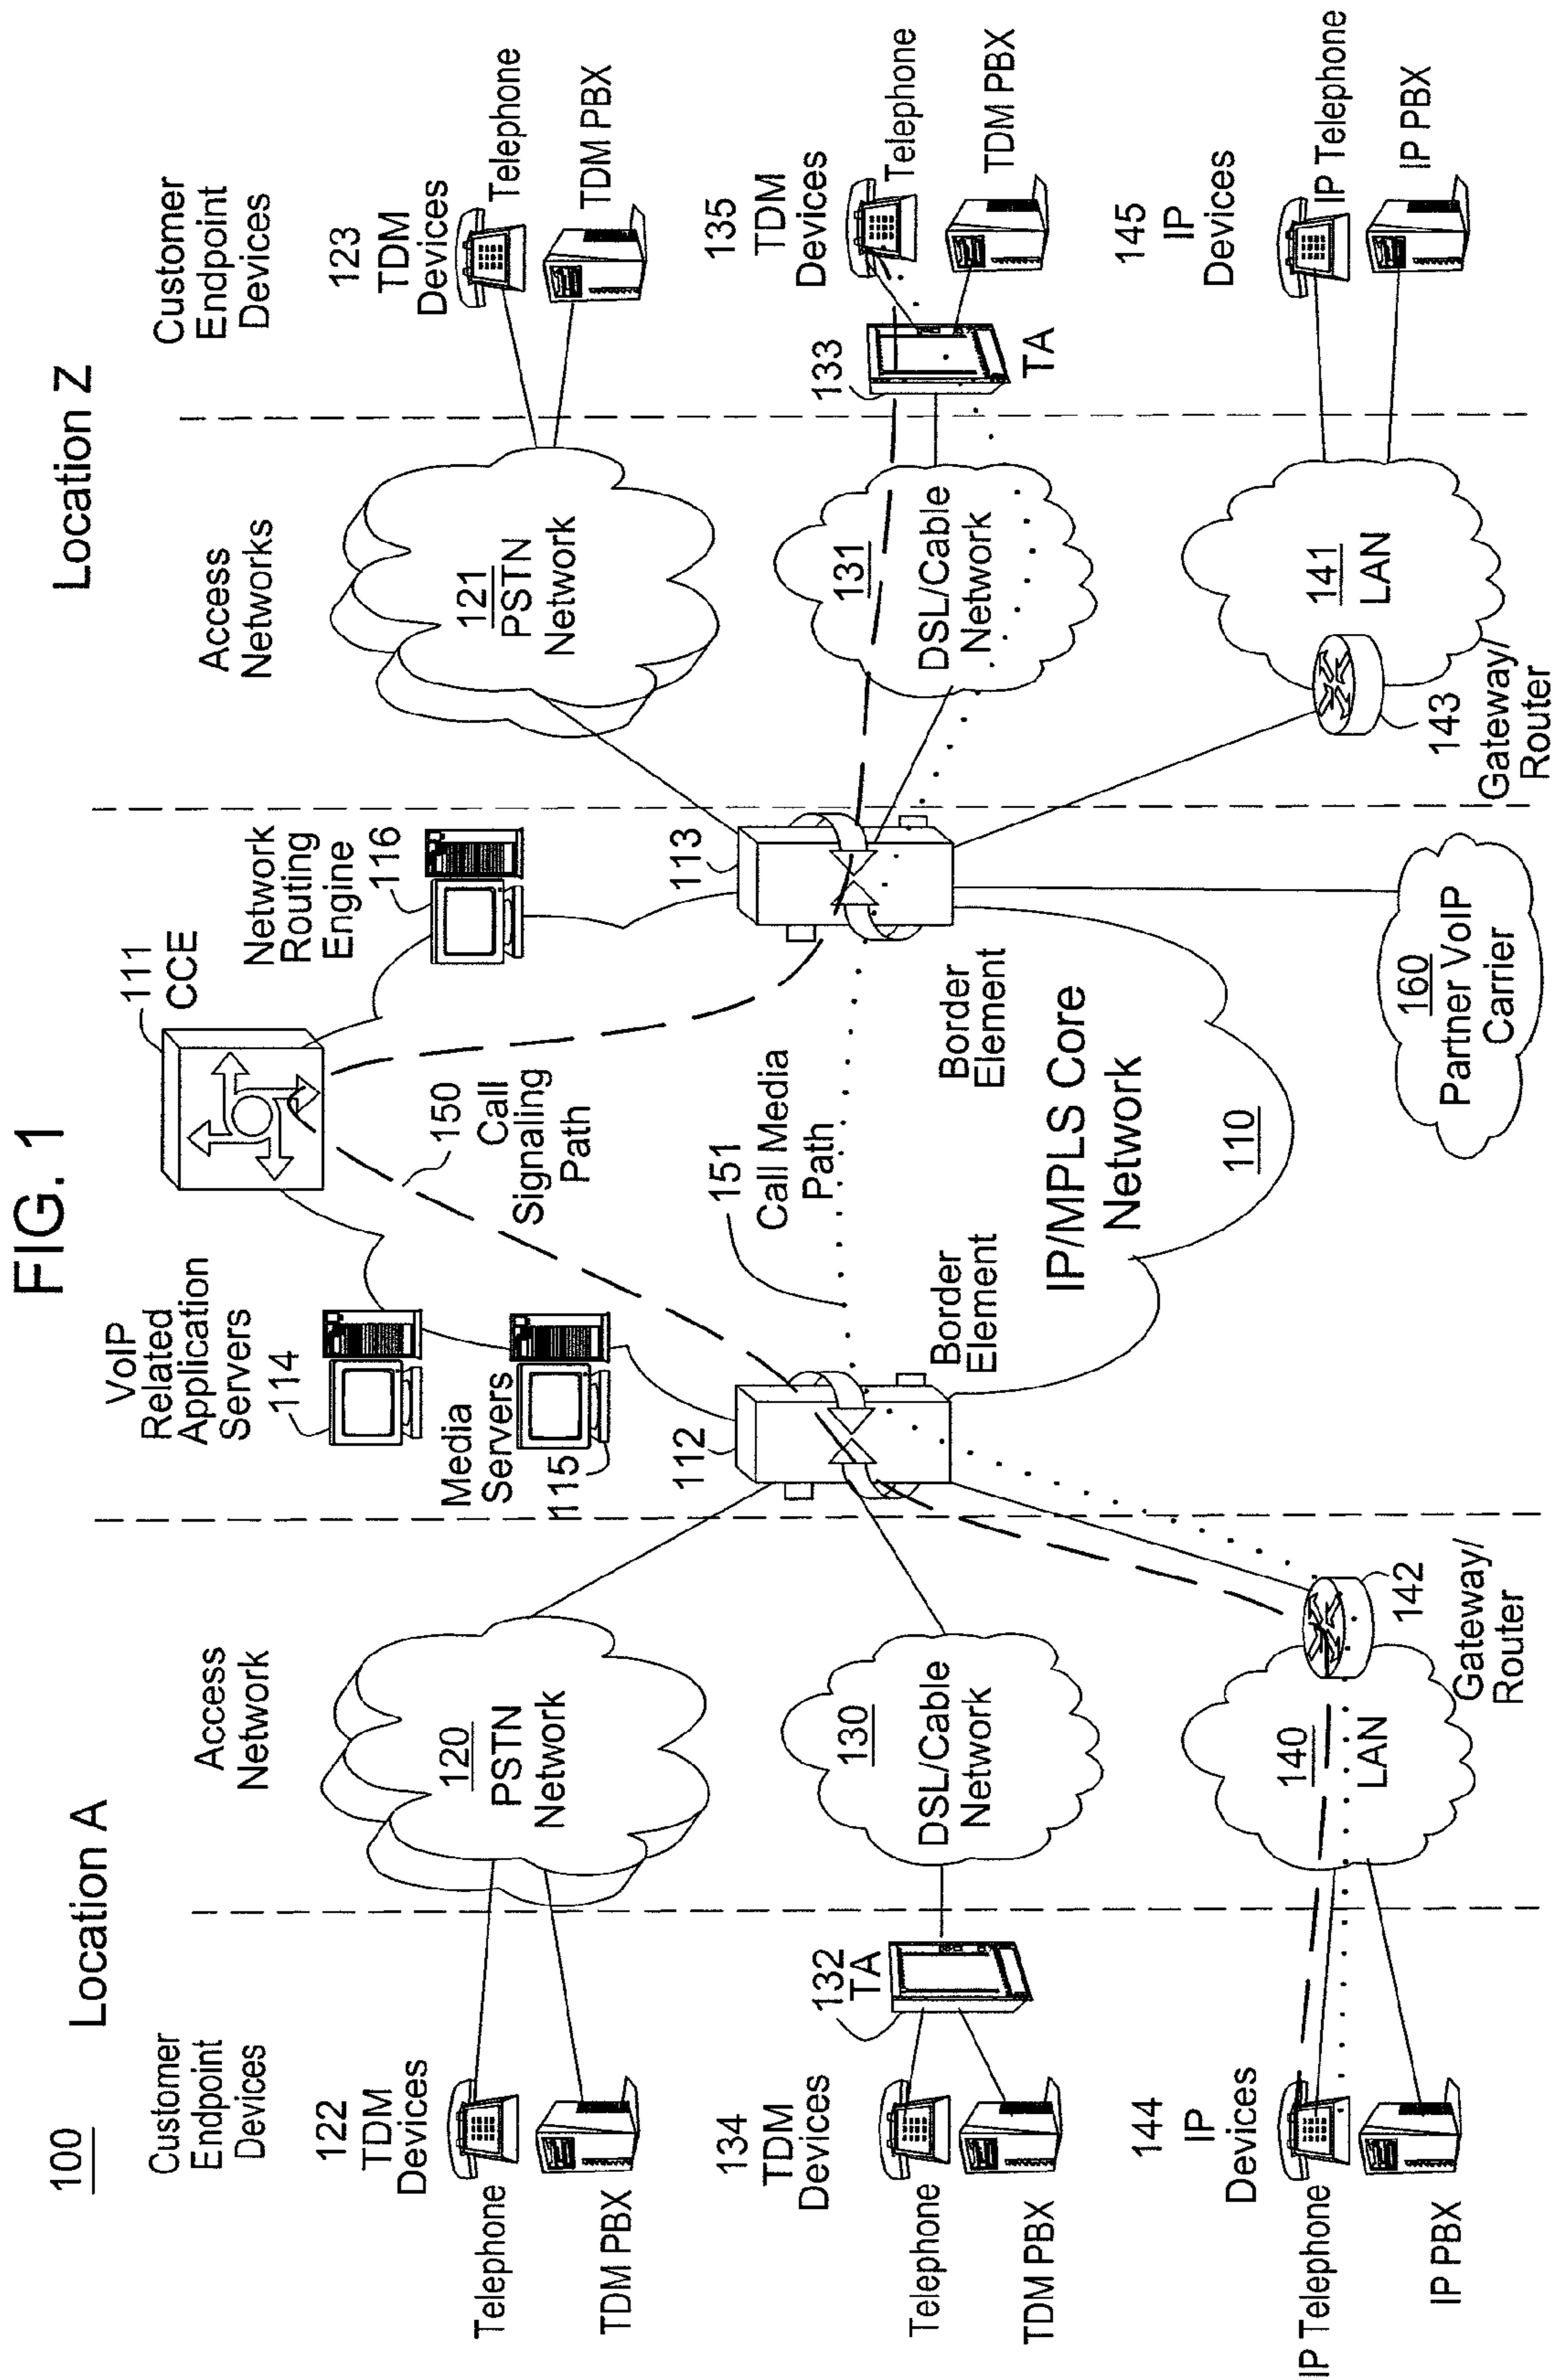 FIG. 1
100
Location A
Location Z
Customer
Endpoint
Devices
Access
Network
VoIP
Related
Application
Servers
114
111
CCE
Network
Routing
Engine
116
Access
Networks
Customer
Endpoint
Devices
122
TDM
Devices
Telephone
TDM PBX
120
PSTN
Network
Media
Servers
115
150
Call
Signaling
Path
121
PSTN
Network
123
TDM
Devices
Telephone
TDM PBX
134
TDM
Devices
Telephone
TDM PBX
132
TA
130
DSL/Cable
Network
112
Border
Element
151
Call Media
Path
113
Border
Element
131
DSL/Cable
Network
133
TA
135
TDM
Devices
Telephone
TDM PBX
IP/MPLS Core
Network
110
144
IP
Devices
IP Telephone
IP PBX
140
LAN
142
Gateway/
Router
160
Partner VoIP
Carrier
141
LAN
143
Gateway/
Router
145
IP
Devices
IP Telephone
IP PBX